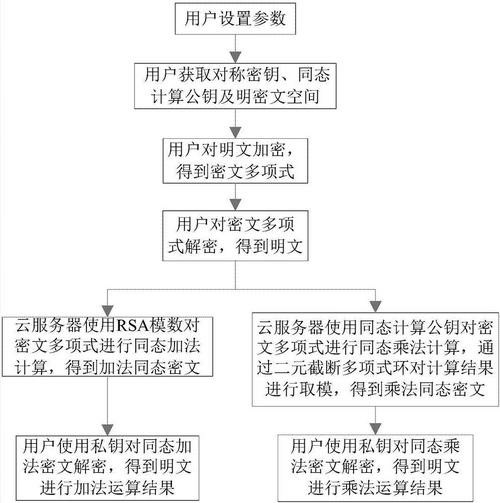 用户设置参数
用户获取对称密钥、同态
计算公钥及明密文空间
用户对明文加密，
得到密文多项式
用户对密文多项
式解密，得到明文
云服务器使用RSA模数对
密文多项式进行同态加法
计算，得到加法同态密文
云服务器使用同态计算公钥对密
文多项式进行同态乘法计算，通
过二元截断多项式环对计算结果
进行取模，得到乘法同态密文
用户使用私钥对同态加
法密文解密，得到明文
进行加法运算结果
用户使用私钥对同态乘
法密文解密，得到明文
进行乘法运算结果